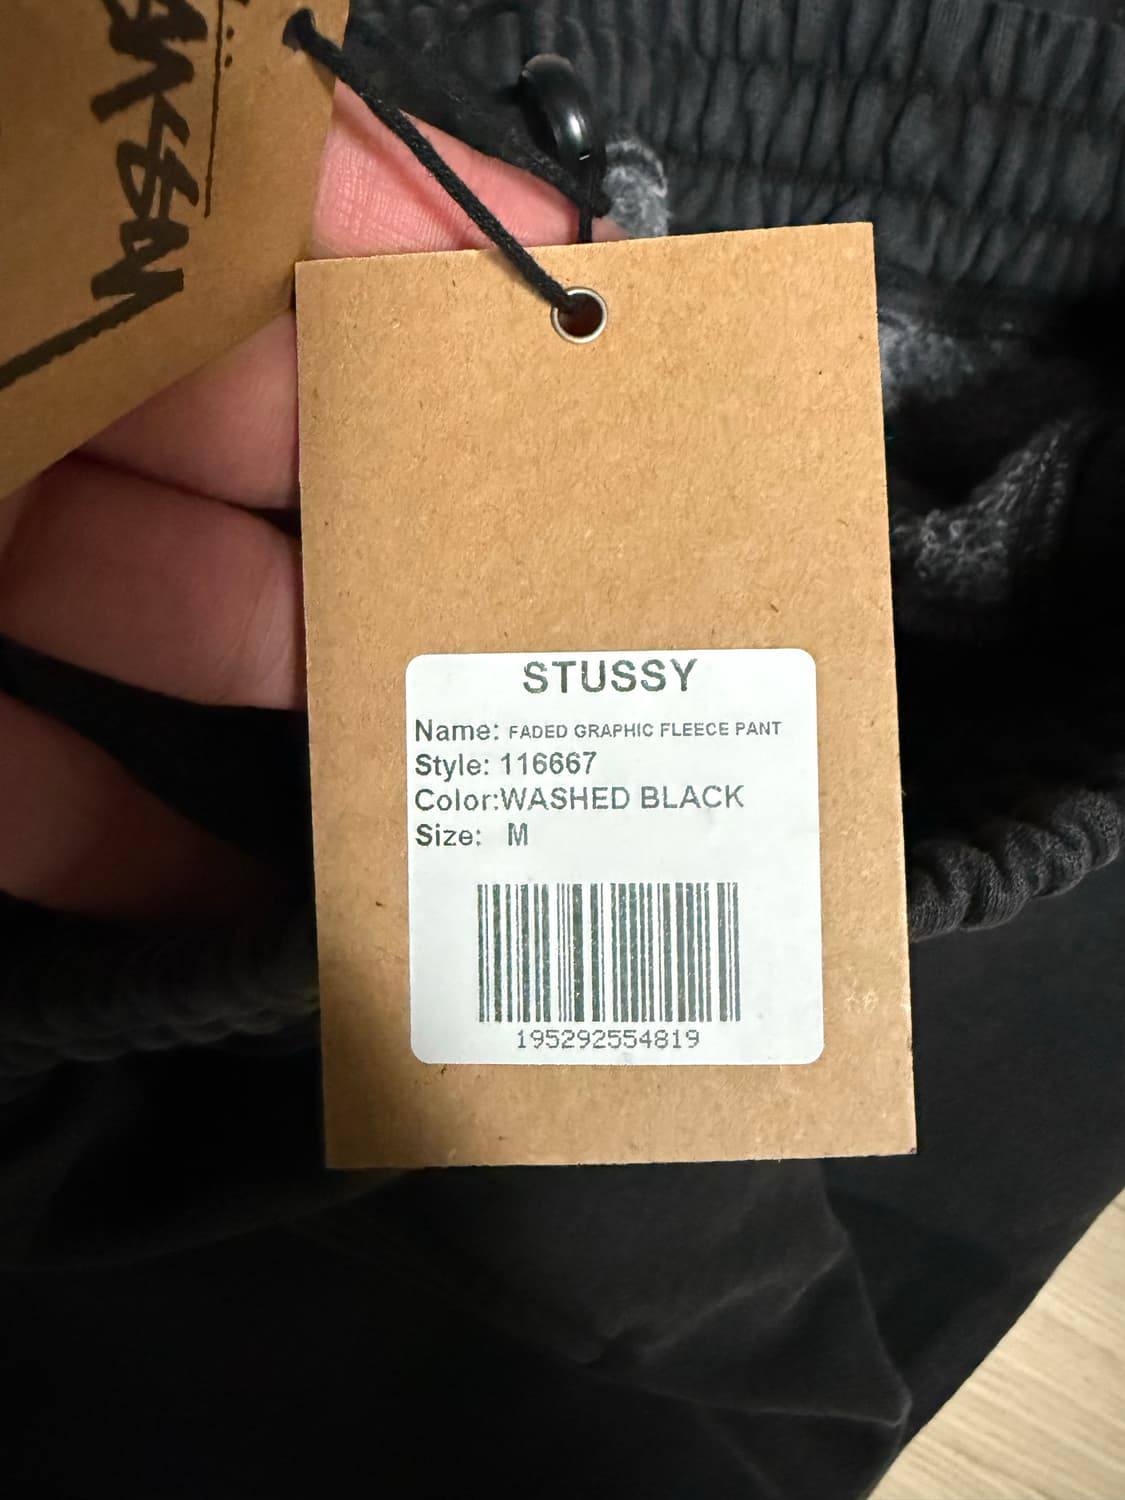 STUSSY
Name: FADED GRAPHIC FLEECE PANT
Style: 116667
Color:WASHED BLACK
Size: M
195292554819